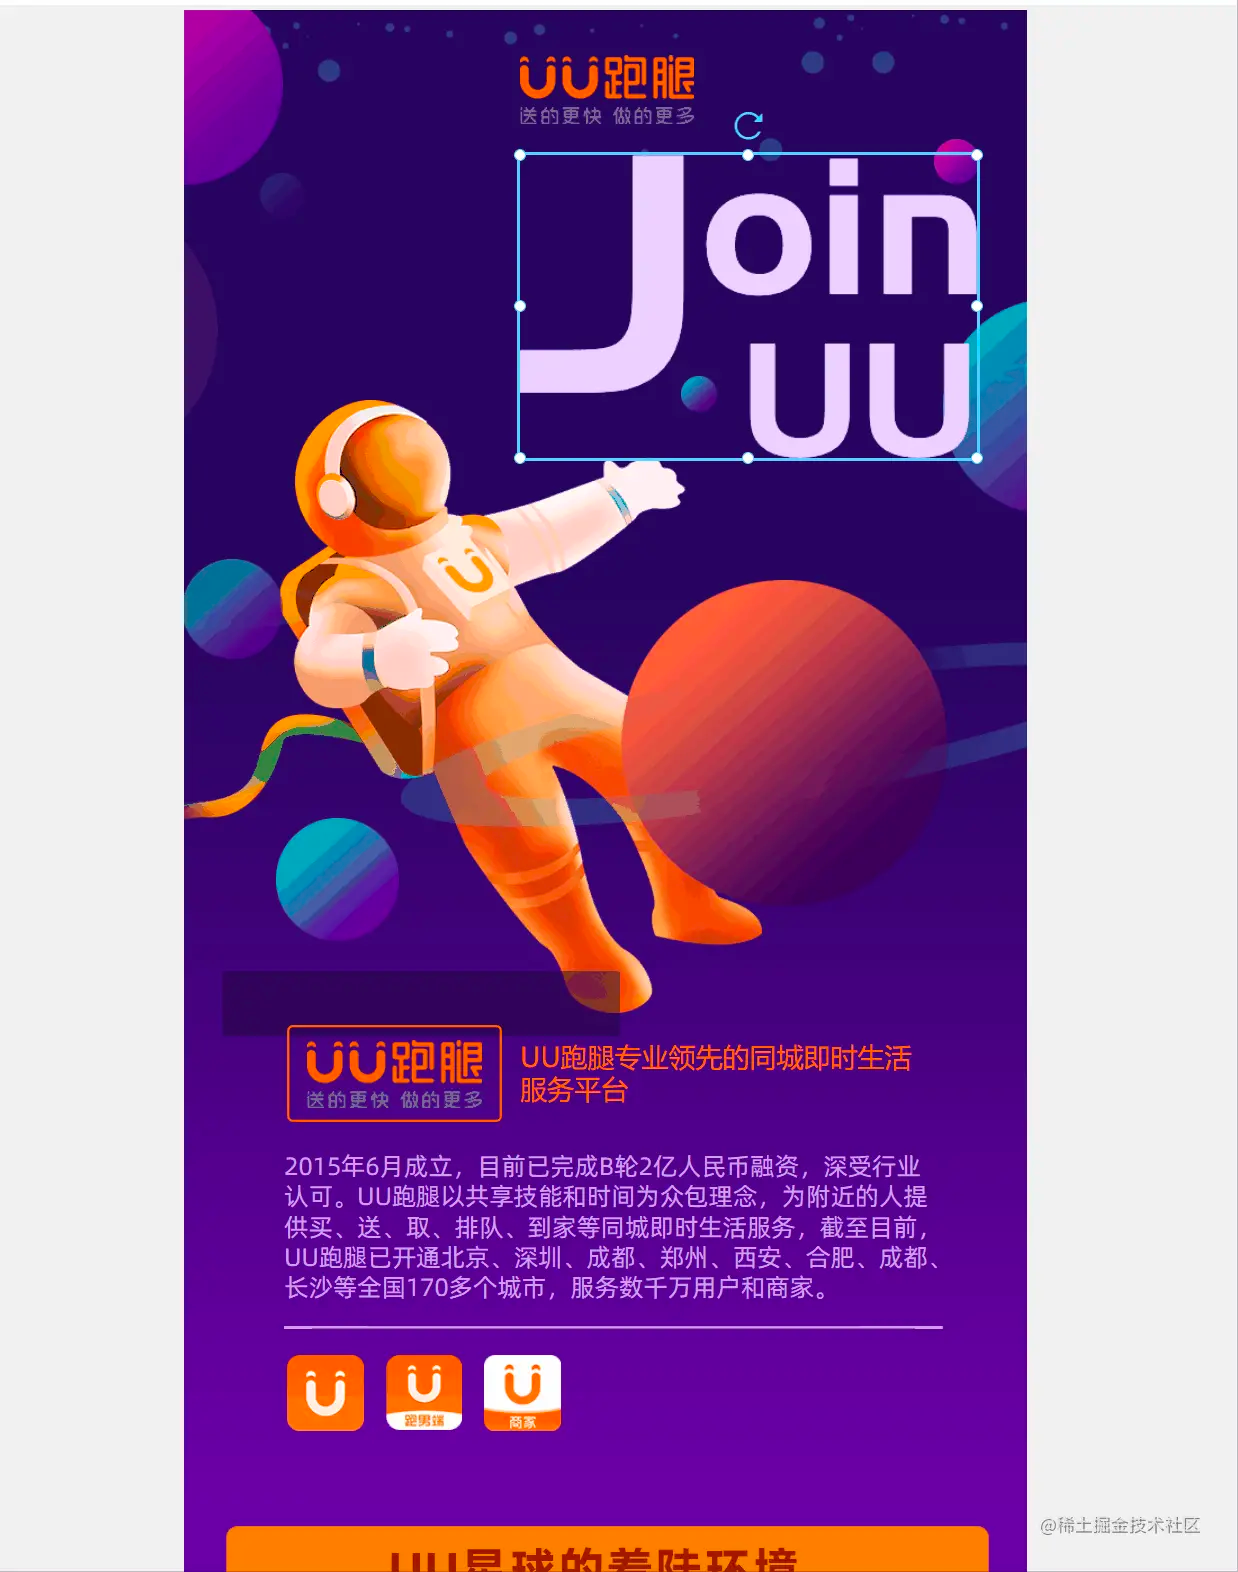 UU跑腿
送的更快 做的更多
Join
UU
UU跑腿
送的更快 做的更多
UU跑腿专业领先的同城即时生活
服务平台
2015年6月成立，目前已完成B轮2亿人民币融资，深受行业
认可。UU跑腿以共享技能和时间为众包理念，为附近的人提
供买、送、取、排队、到家等同城即时生活服务，截至目前，
UU跑腿已开通北京、深圳、成都、郑州、西安、合肥、成都、
长沙等全国170多个城市，服务数千万用户和商家。
跑男端
商家
UU星球的着陆环境
@稀土掘金技术社区